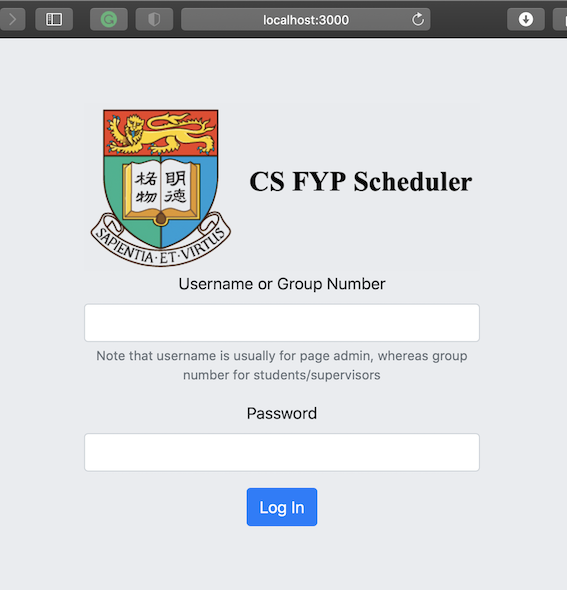 localhost:3000
明德
格物
SAPIENTIA·ET·VIRTUS
CS FYP Scheduler
Username or Group Number
Note that username is usually for page admin, whereas group
number for students/supervisors
Password
Log In